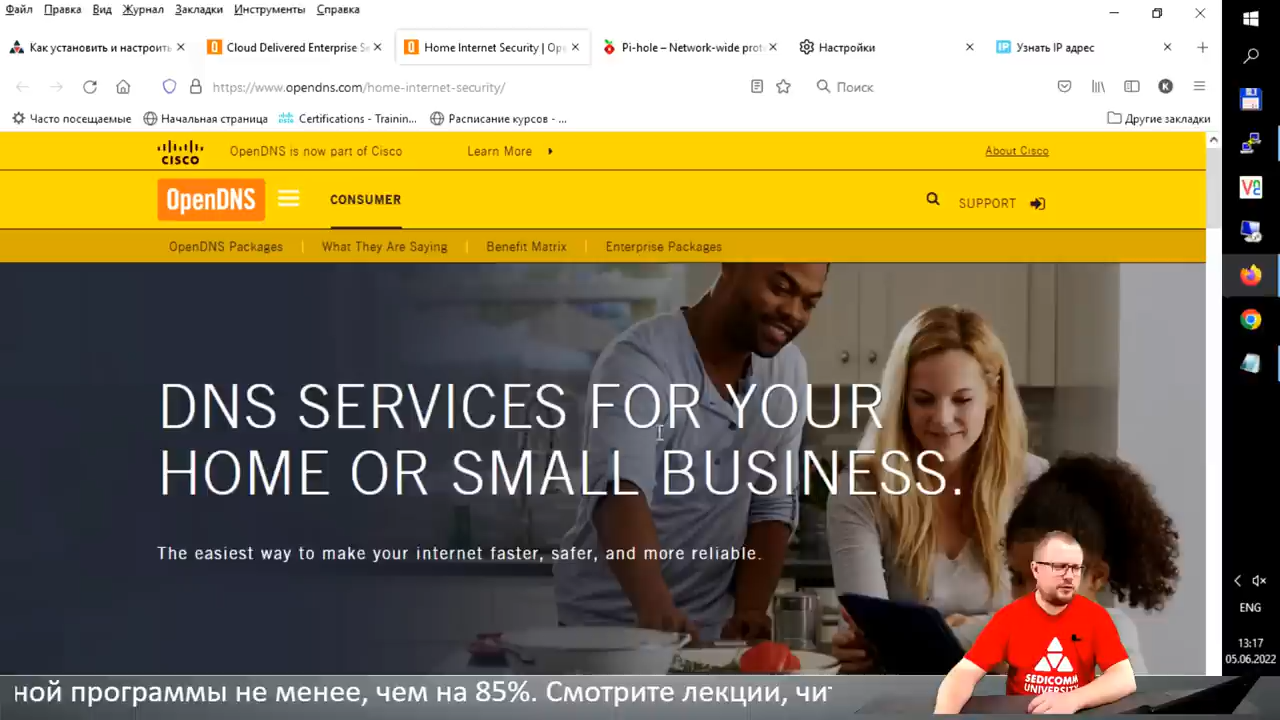 Файл Правка Вид Журнал Закладки Инструменты Справка
Как установить и настроить
Cloud Delivered Enterprise S
Home Internet Security | Op
Pi-hole – Network-wide prot
Настройки
Узнать IP адрес
https://www.opendns.com/home-internet-security/
Поиск
K
Часто посещаемые
Начальная страница
Certifications - Trainin...
Расписание курсов - ...
Другие закладки
CISCO
OpenDNS is now part of Cisco
Learn More
About Cisco
OpenDNS
CONSUMER
SUPPORT
OpenDNS Packages
What They Are Saying
Benefit Matrix
Enterprise Packages
DNS SERVICES FOR YOUR
HOME OR SMALL BUSINESS.
The easiest way to make your internet faster, safer, and more reliable.
ENG
13:17
05.06.2022
SEDICOMM
UNIVERSITY
ной программы не менее, чем на 85%. Смотрите лекции, чи